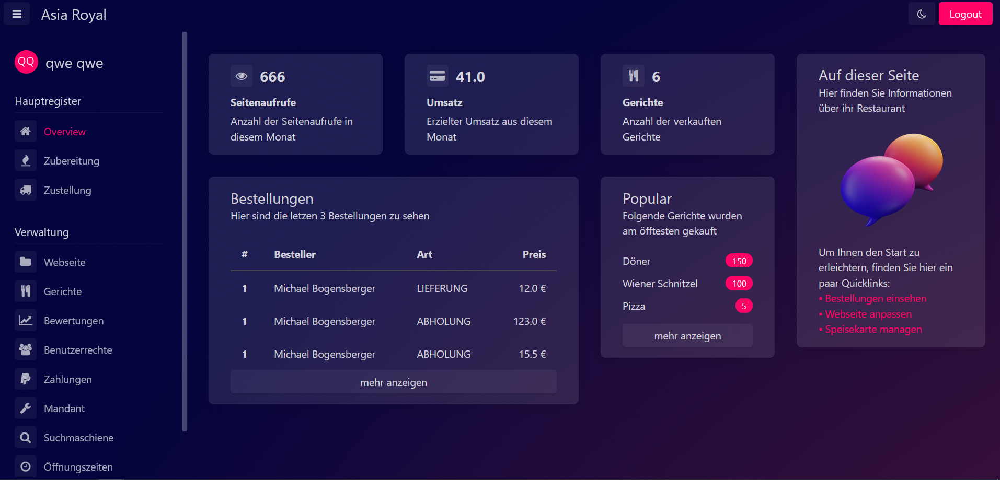 Asia Royal
Logout
QQ
qwe qwe
Hauptregister
Overview
Zubereitung
Zustellung
Verwaltung
Webseite
Gerichte
Bewertungen
Benutzerrechte
Zahlungen
Mandant
Suchmaschiene
Öffnungszeiten
666
Seitenaufrufe
Anzahl der Seitenaufrufe in
diesem Monat
41.0
Umsatz
Erzielter Umsatz aus diesem
Monat
6
Gerichte
Anzahl der verkauften
Gerichte
Bestellungen
Hier sind die letzen 3 Bestellungen zu sehen
# Besteller Art Preis
1 Michael Bogensberger LIEFERUNG 12.0 €
1 Michael Bogensberger ABHOLUNG 123.0 €
1 Michael Bogensberger ABHOLUNG 15.5 €
mehr anzeigen
Popular
Folgende Gerichte wurden
am öfftesten gekauft
Döner 150
Wiener Schnitzel 100
Pizza 5
mehr anzeigen
Auf dieser Seite
Hier finden Sie Informationen
über ihr Restaurant
Um Ihnen den Start zu
erleichtern, finden Sie hier ein
paar Quicklinks:
▪ Bestellungen einsehen
▪ Webseite anpassen
▪ Speisekarte managen